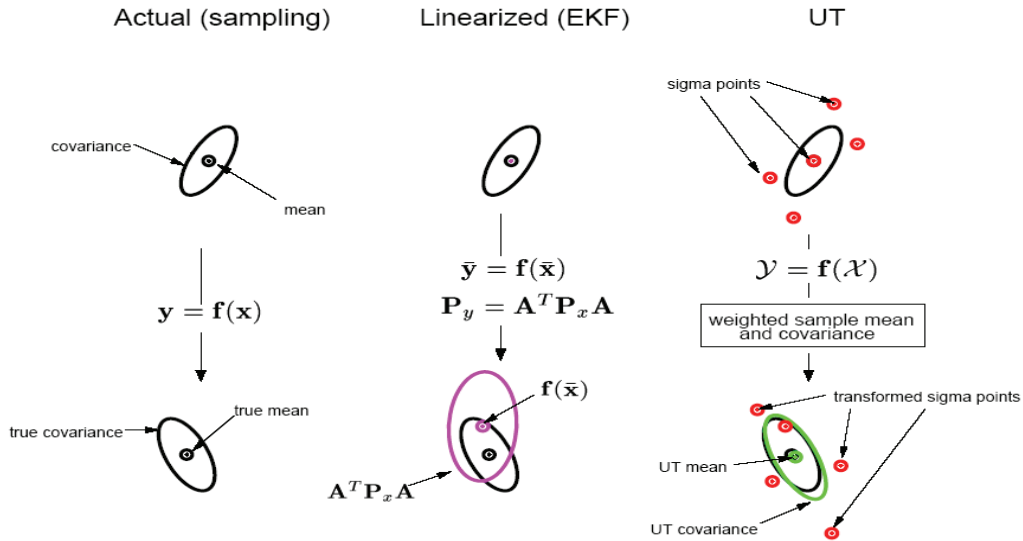 Actual (sampling)
Linearized (EKF)
UT
sigma points
covariance
mean
ȳ = f(x̄)
𝒴 = f(𝒳)
P_y = A^T P_x A
y = f(x)
weighted sample mean
and covariance
f(x̄)
transformed sigma points
true mean
true covariance
UT mean
A^T P_x A
UT covariance